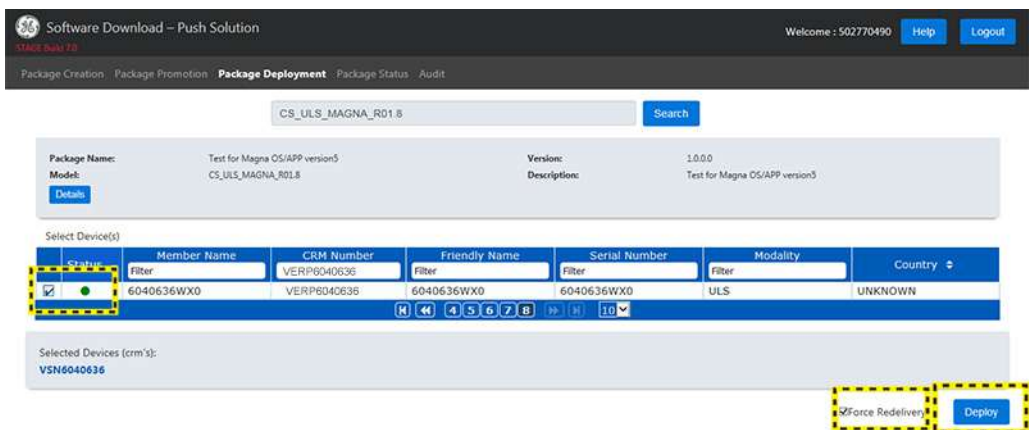 Software Download – Push Solution
Welcome : 502770490 Help Logout
STAGE Build 7.0
Package Creation Package Promotion Package Deployment Package Status Audit
CS_ULS_MAGNA_R01.8 Search
Package Name: Test for Magna OS/APP version5 Version: 1.0.0.0
Model: CS_ULS_MAGNA_R01.8 Description: Test for Magna OS/APP version5
Details
Select Device(s)
Status Member Name CRM Number Friendly Name Serial Number Modality Country
Filter VERP6040636 Filter Filter Filter
6040636WX0 VERP6040636 6040636WX0 6040636WX0 ULS UNKNOWN
4 5 6 7 8 10
Selected Devices (crm's):
VSN6040636
Force Redelivery Deploy